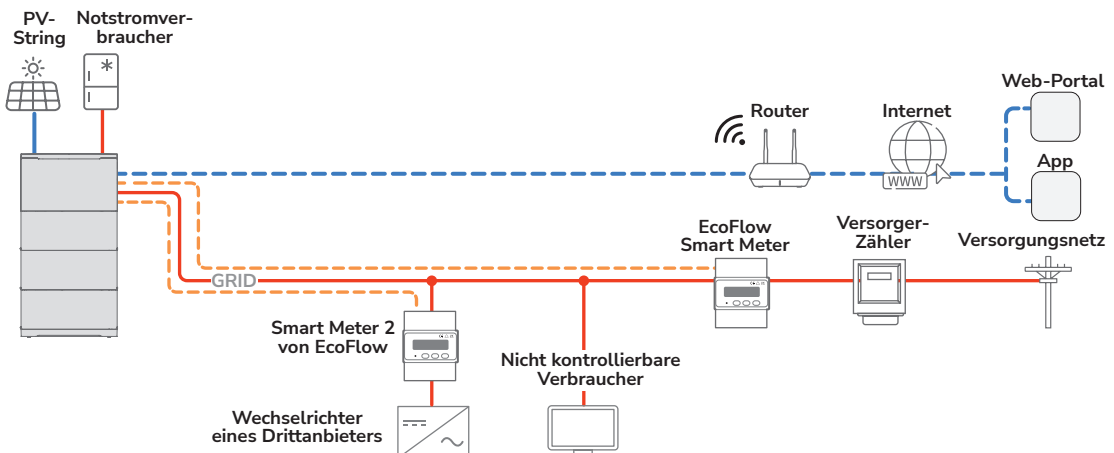 PV-
String
Notstromver-
braucher
Web-Portal
Router
Internet
WWW
App
EcoFlow
Smart Meter
Versorger-
Zähler
Versorgungsnetz
GRID
Smart Meter 2
von EcoFlow
Nicht kontrollierbare
Verbraucher
Wechselrichter
eines Drittanbieters